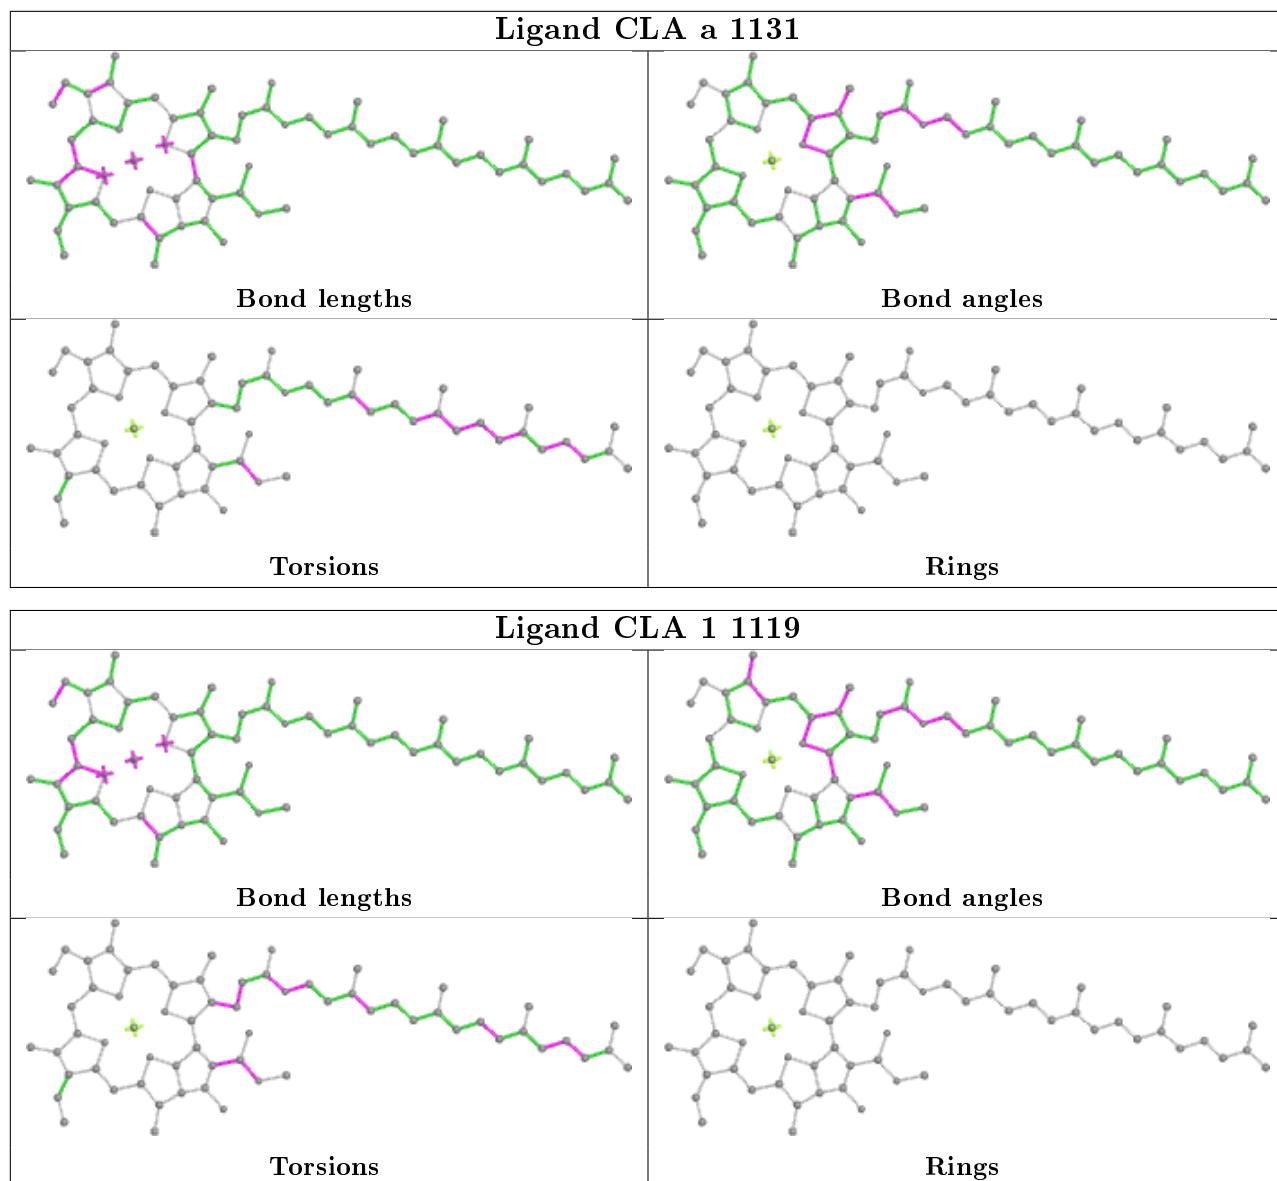 Ligand CLA a 1131
Bond lengths
Bond angles
Torsions
Rings
Ligand CLA 1 1119
Bond lengths
Bond angles
Torsions
Rings